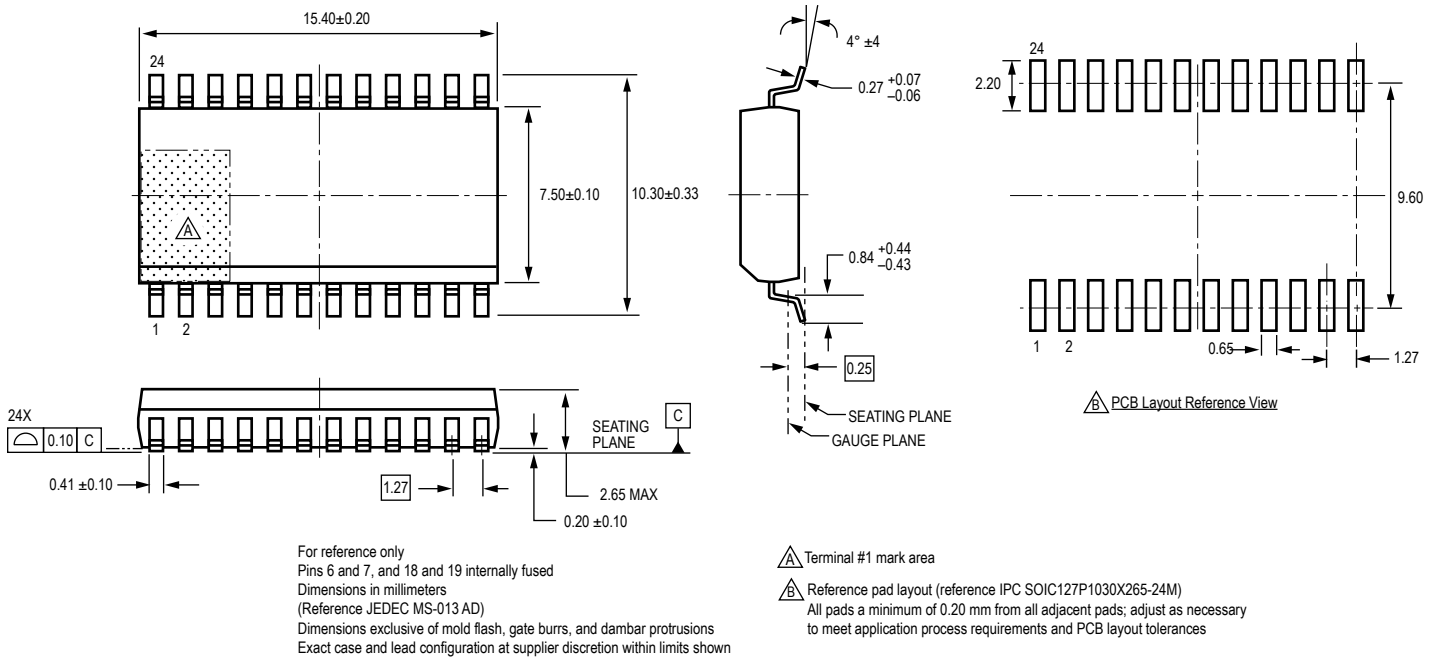 15.40±0.20
24
7.50±0.10
10.30±0.33
A
1 2
4° ±4
0.27 +0.07
–0.06
0.84 +0.44
–0.43
0.25
SEATING PLANE
GAUGE PLANE
24
2.20
9.60
1 2
0.65
1.27
B PCB Layout Reference View
24X
0.10 C
SEATING
PLANE
C
0.41 ±0.10
1.27
2.65 MAX
0.20 ±0.10
For reference only
Pins 6 and 7, and 18 and 19 internally fused
Dimensions in millimeters
(Reference JEDEC MS-013 AD)
Dimensions exclusive of mold flash, gate burrs, and dambar protrusions
Exact case and lead configuration at supplier discretion within limits shown
A Terminal #1 mark area
B Reference pad layout (reference IPC SOIC127P1030X265-24M)
All pads a minimum of 0.20 mm from all adjacent pads; adjust as necessary
to meet application process requirements and PCB layout tolerances